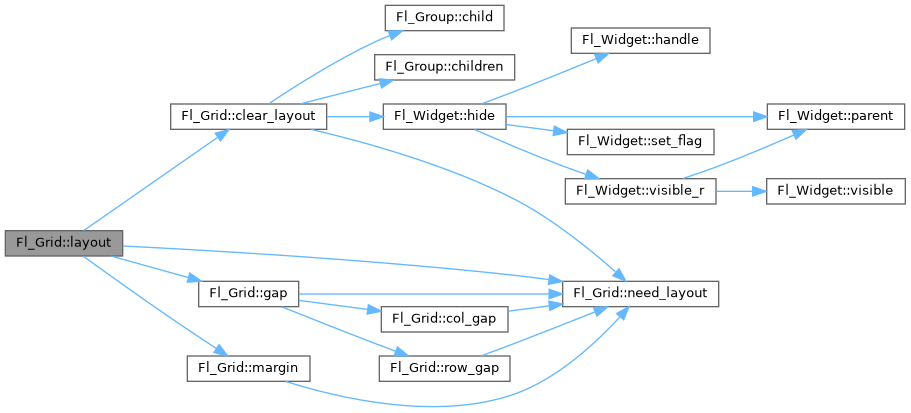 Fl_Group::child
Fl_Widget::handle
Fl_Group::children
Fl_Grid::clear_layout
Fl_Widget::hide
Fl_Widget::parent
Fl_Widget::set_flag
Fl_Widget::visible_r
Fl_Widget::visible
Fl_Grid::layout
Fl_Grid::gap
Fl_Grid::need_layout
Fl_Grid::col_gap
Fl_Grid::margin
Fl_Grid::row_gap